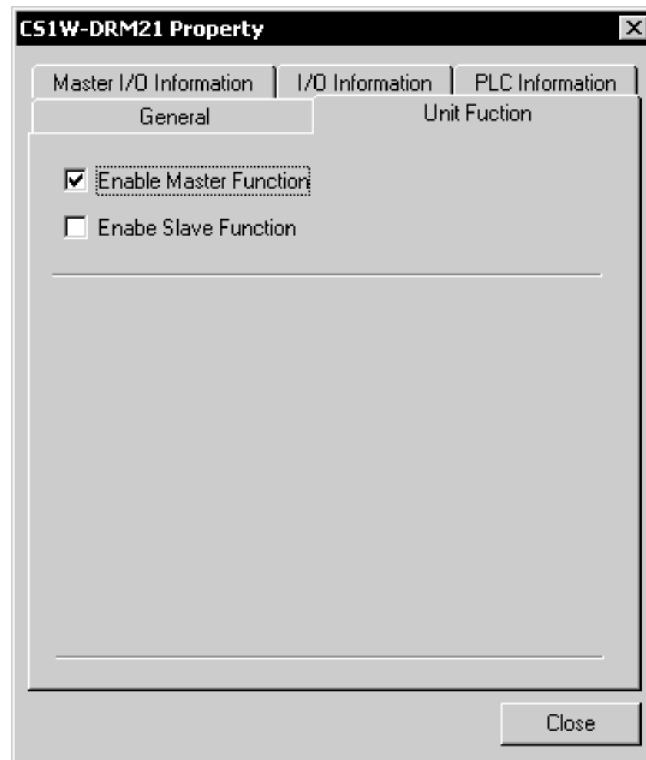 CS1W-DRM21 Property
Master I/O Information I/O Information PLC Information
General Unit Fuction
Enable Master Function
Enabe Slave Function
Close